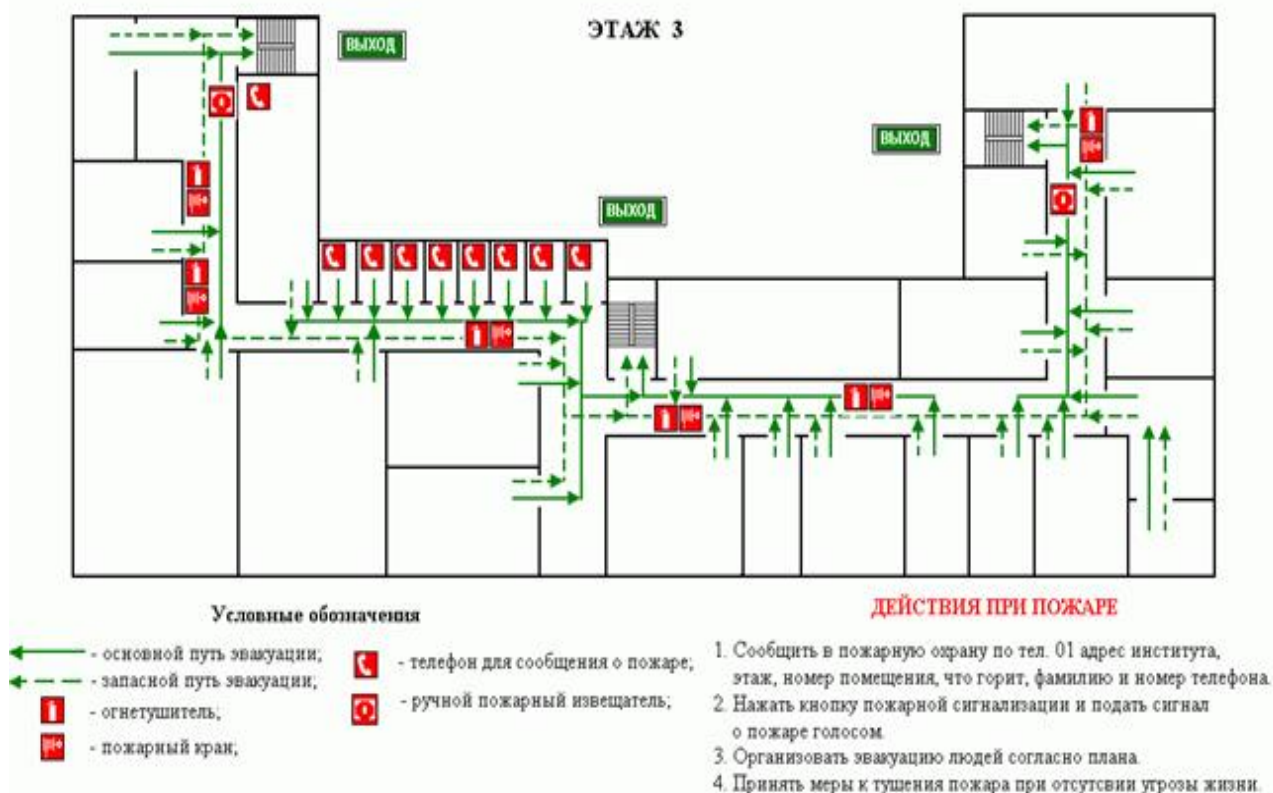 ЭТАЖ 3
ВЫХОД
ВЫХОД
ВЫХОД
Условные обозначения
- основной путь эвакуации;
- запасной путь эвакуации;
- огнетушитель;
- пожарный кран;
- телефон для сообщения о пожаре;
- ручной пожарный извещатель;
ДЕЙСТВИЯ ПРИ ПОЖАРЕ
1. Сообщить в пожарную охрану по тел. 01 адрес института,
этаж, номер помещения, что горит, фамилию и номер телефона.
2. Нажать кнопку пожарной сигнализации и подать сигнал
о пожаре голосом.
3. Организовать эвакуацию людей согласно плана.
4. Принять меры к тушения пожара при отсутсвии угрозы жизни.